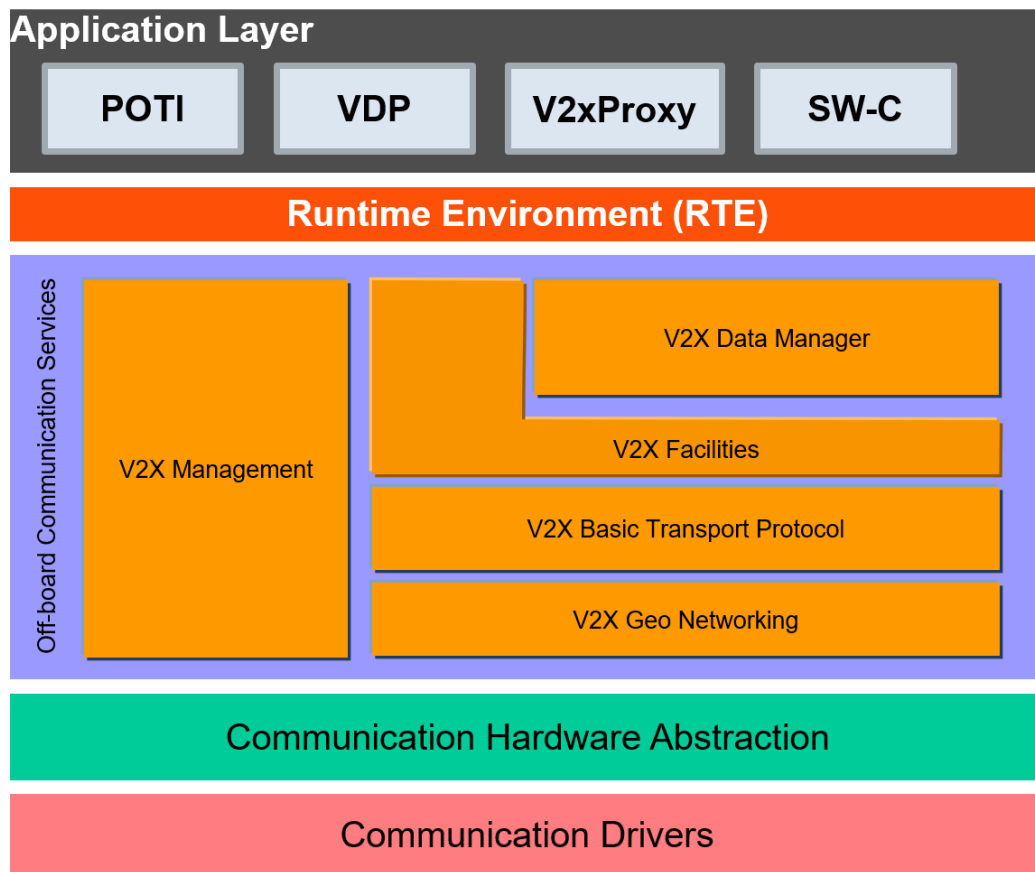 Application Layer
POTI
VDP
V2xProxy
SW-C
Runtime Environment (RTE)
Off-board Communication Services
V2X Management
V2X Data Manager
V2X Facilities
V2X Basic Transport Protocol
V2X Geo Networking
Communication Hardware Abstraction
Communication Drivers